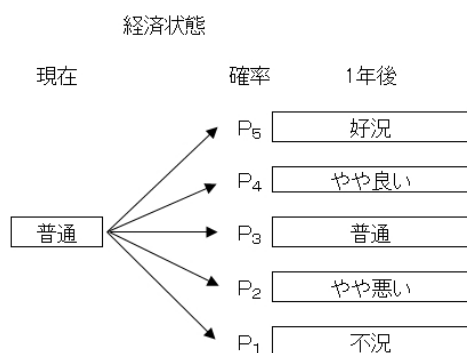 経済状態
現在 確率 1年後
P5 好況
P4 やや良い
普通 P3 普通
P2 やや悪い
P1 不況